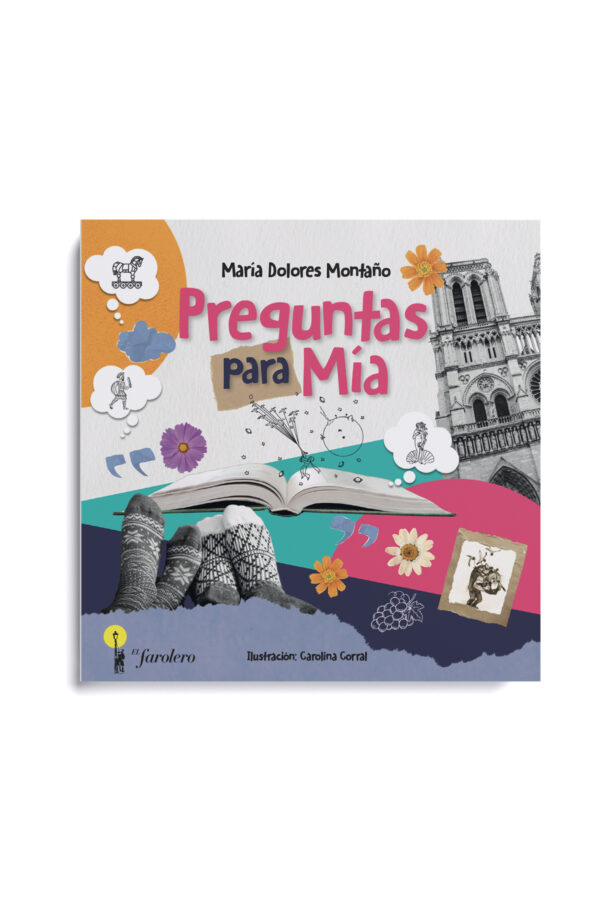 María Dolores Montaño
Preguntas
para Mía
EL farolero
Ilustración: Carolina Corral